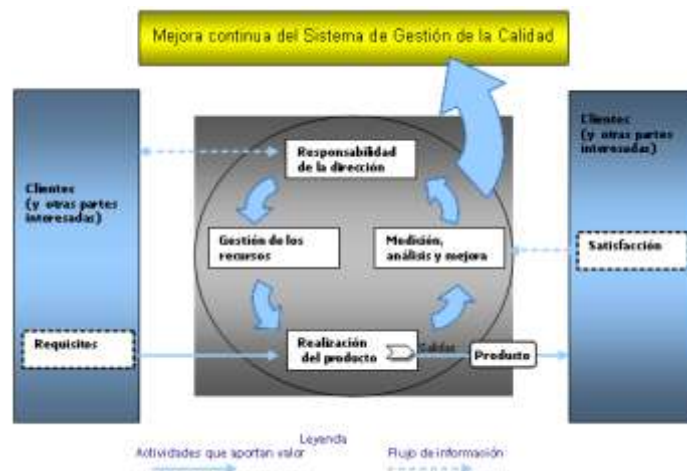 Mejora continua del Sistema de Gestión de la Calidad
Clientes
(y otras partes
interesadas)
Responsabilidad
de la dirección
Clientes
(y otras partes
interesadas)
Gestión de los
recursos
Medición,
análisis y mejora
Satisfacción
Requisitos
Realización
del producto
Salidas
Producto
Leyenda
Actividades que aportan valor
Flujo de información